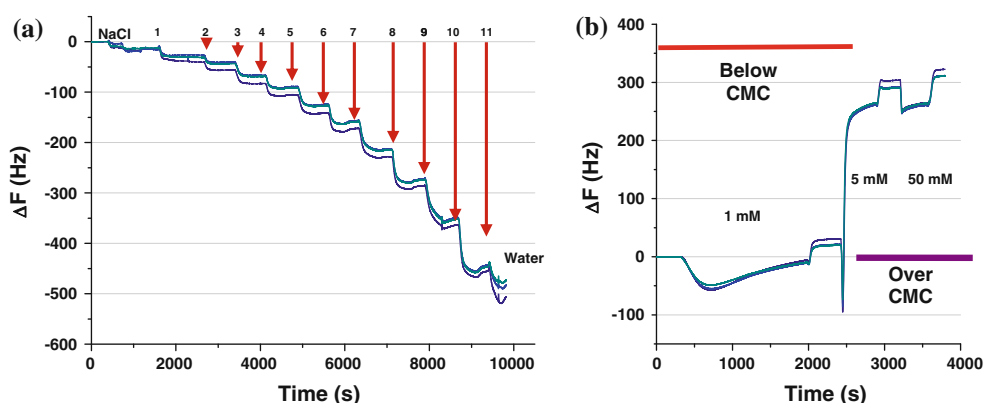 (a)
NaCl 1 2 3 4 5 6 7 8 9 10 11
0
-100
-200
-300
-400
-500
-600
ΔF (Hz)
Water
0 2000 4000 6000 8000 10000
Time (s)
(b)
400
300
200
100
0
-100
ΔF (Hz)
Below
CMC
5 mM 50 mM
1 mM
Over
CMC
0 1000 2000 3000 4000
Time (s)